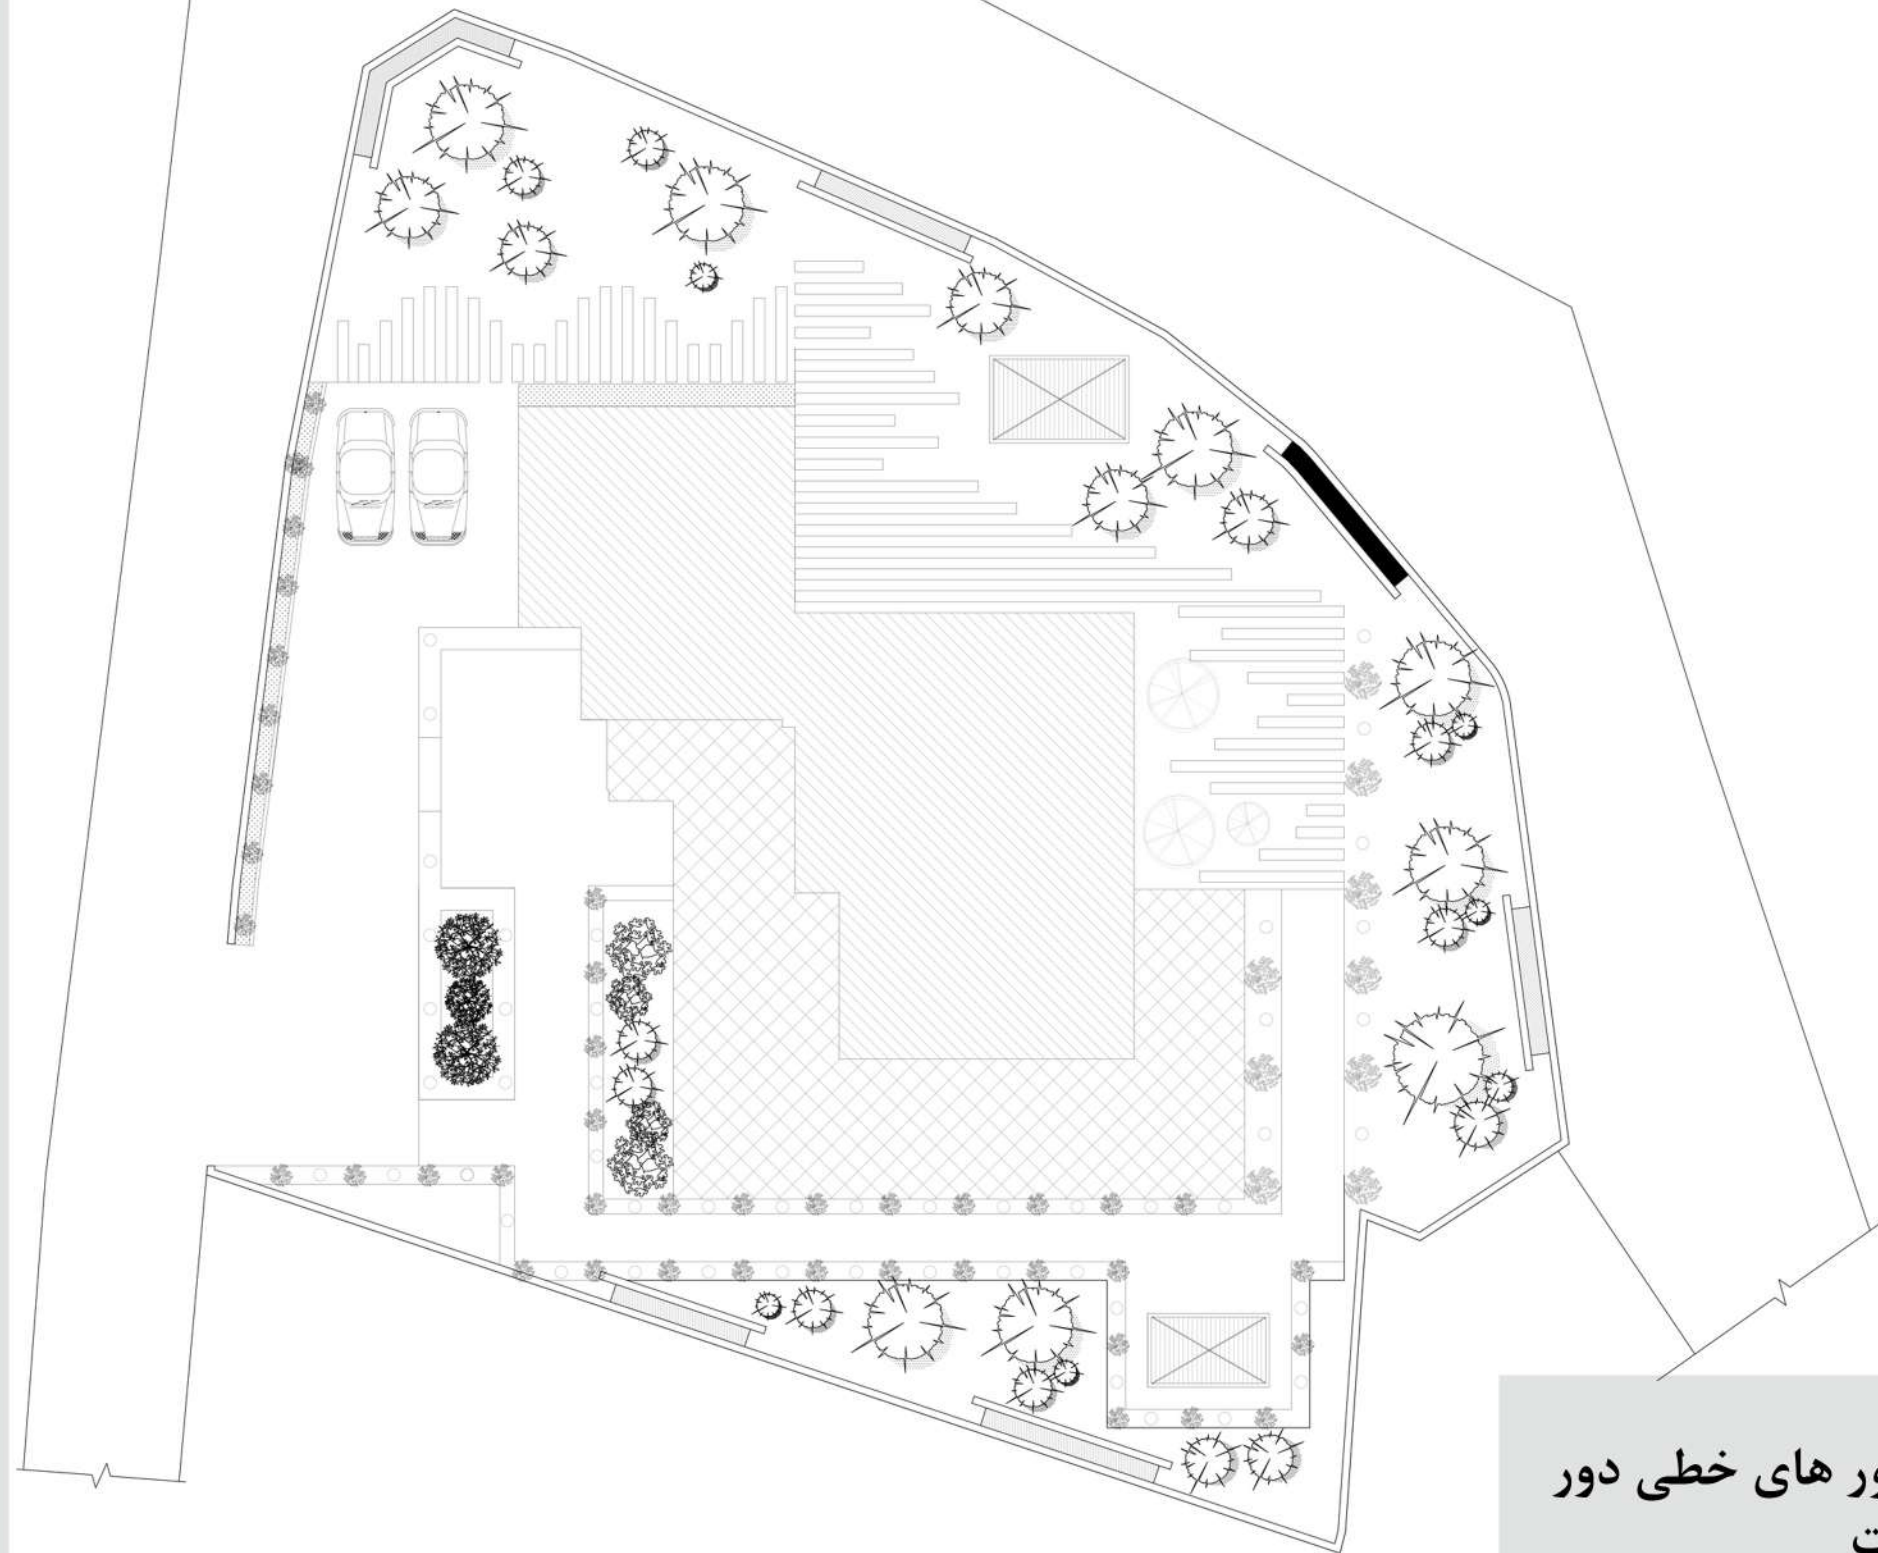 ور های خطی دور
ت